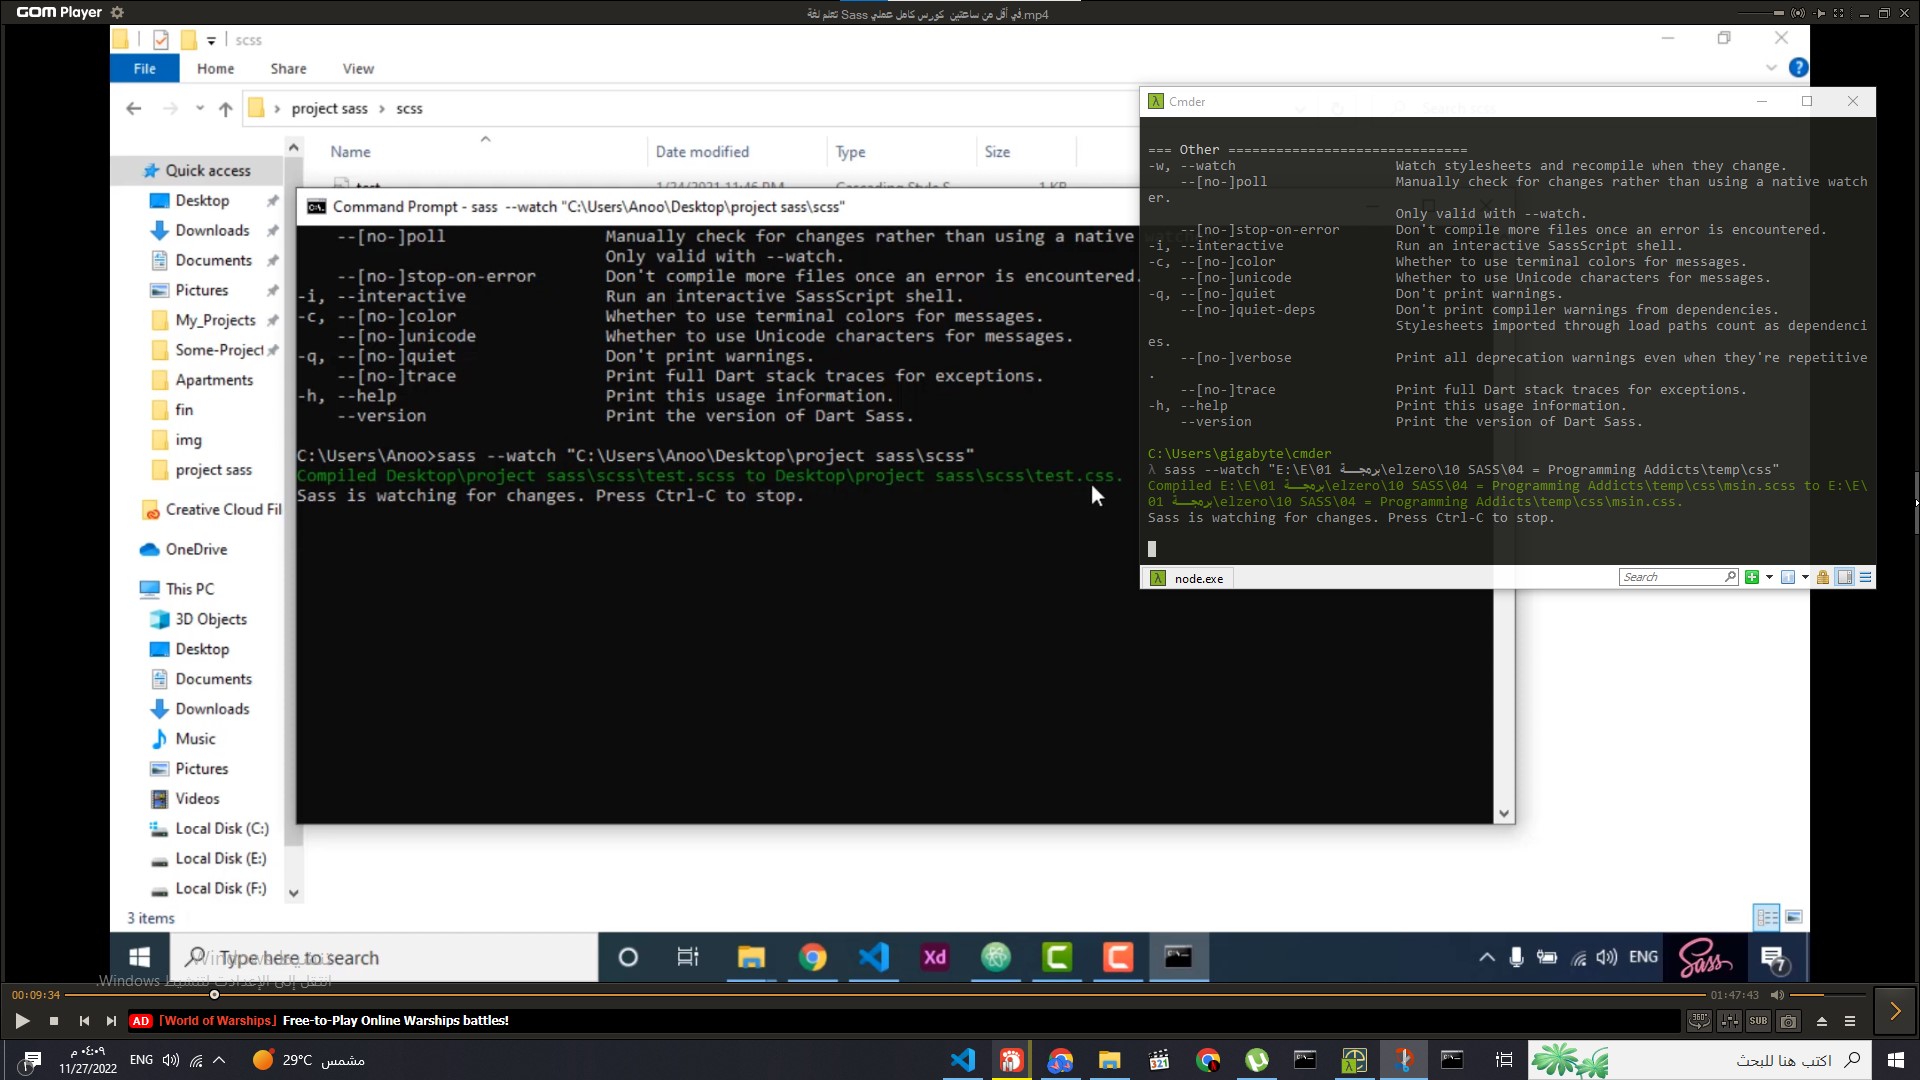 GOM Player
تعلم لغة Sass في أقل من ساعتين كورس كامل عملي.mp4
scss
File
Home
Share
View
project sass
scss
Name
Date modified
Type
Size
Quick access
Desktop
Downloads
Documents
Pictures
My_Projects
Some-Project
Apartments
fin
img
project sass
Creative Cloud Fil
OneDrive
This PC
3D Objects
Desktop
Documents
Downloads
Music
Pictures
Videos
Local Disk (C:)
Local Disk (E:)
Local Disk (F:)
3 items
Command Prompt - sass --watch "C:\Users\Anoo\Desktop\project sass\scss"
--[no-]poll Manually check for changes rather than using a native
Only valid with --watch.
--[no-]stop-on-error Don't compile more files once an error is encountered.
-i, --interactive Run an interactive SassScript shell.
-c, --[no-]color Whether to use terminal colors for messages.
--[no-]unicode Whether to use Unicode characters for messages.
-q, --[no-]quiet Don't print warnings.
--[no-]trace Print full Dart stack traces for exceptions.
-h, --help Print this usage information.
--version Print the version of Dart Sass.
C:\Users\Anoo>sass --watch "C:\Users\Anoo\Desktop\project sass\scss"
Compiled Desktop\project sass\scss\test.scss to Desktop\project sass\scss\test.css.
Sass is watching for changes. Press Ctrl-C to stop.
Cmder
=== Other ==============================
-w, --watch Watch stylesheets and recompile when they change.
--[no-]poll Manually check for changes rather than using a native watch
er.
Only valid with --watch.
--[no-]stop-on-error Don't compile more files once an error is encountered.
-i, --interactive Run an interactive SassScript shell.
-c, --[no-]color Whether to use terminal colors for messages.
--[no-]unicode Whether to use Unicode characters for messages.
-q, --[no-]quiet Don't print warnings.
--[no-]quiet-deps Don't print compiler warnings from dependencies.
Stylesheets imported through load paths count as dependenci
es.
--[no-]verbose Print all deprecation warnings even when they're repetitive
.
--[no-]trace Print full Dart stack traces for exceptions.
-h, --help Print this usage information.
--version Print the version of Dart Sass.
C:\Users\gigabyte\cmder
λ sass --watch "E:\E\01 برمجـــة\elzero\10 SASS\04 = Programming Addicts\temp\css"
Compiled E:\E\01 برمجـــة\elzero\10 SASS\04 = Programming Addicts\temp\css\msin.scss to E:\E\
01 برمجـــة\elzero\10 SASS\04 = Programming Addicts\temp\css\msin.css.
Sass is watching for changes. Press Ctrl-C to stop.
node.exe
Search
Type here to search
Xd
ENG
Sass
7
انتقل إلى الإعدادات لتنشيط Windows.
00:09:34
01:47:43
AD [World of Warships] Free-to-Play Online Warships battles!
360°
SUB
٠٤:٠٩ م
11/27/2022
ENG
29°C مشمس
321
اكتب هنا للبحث